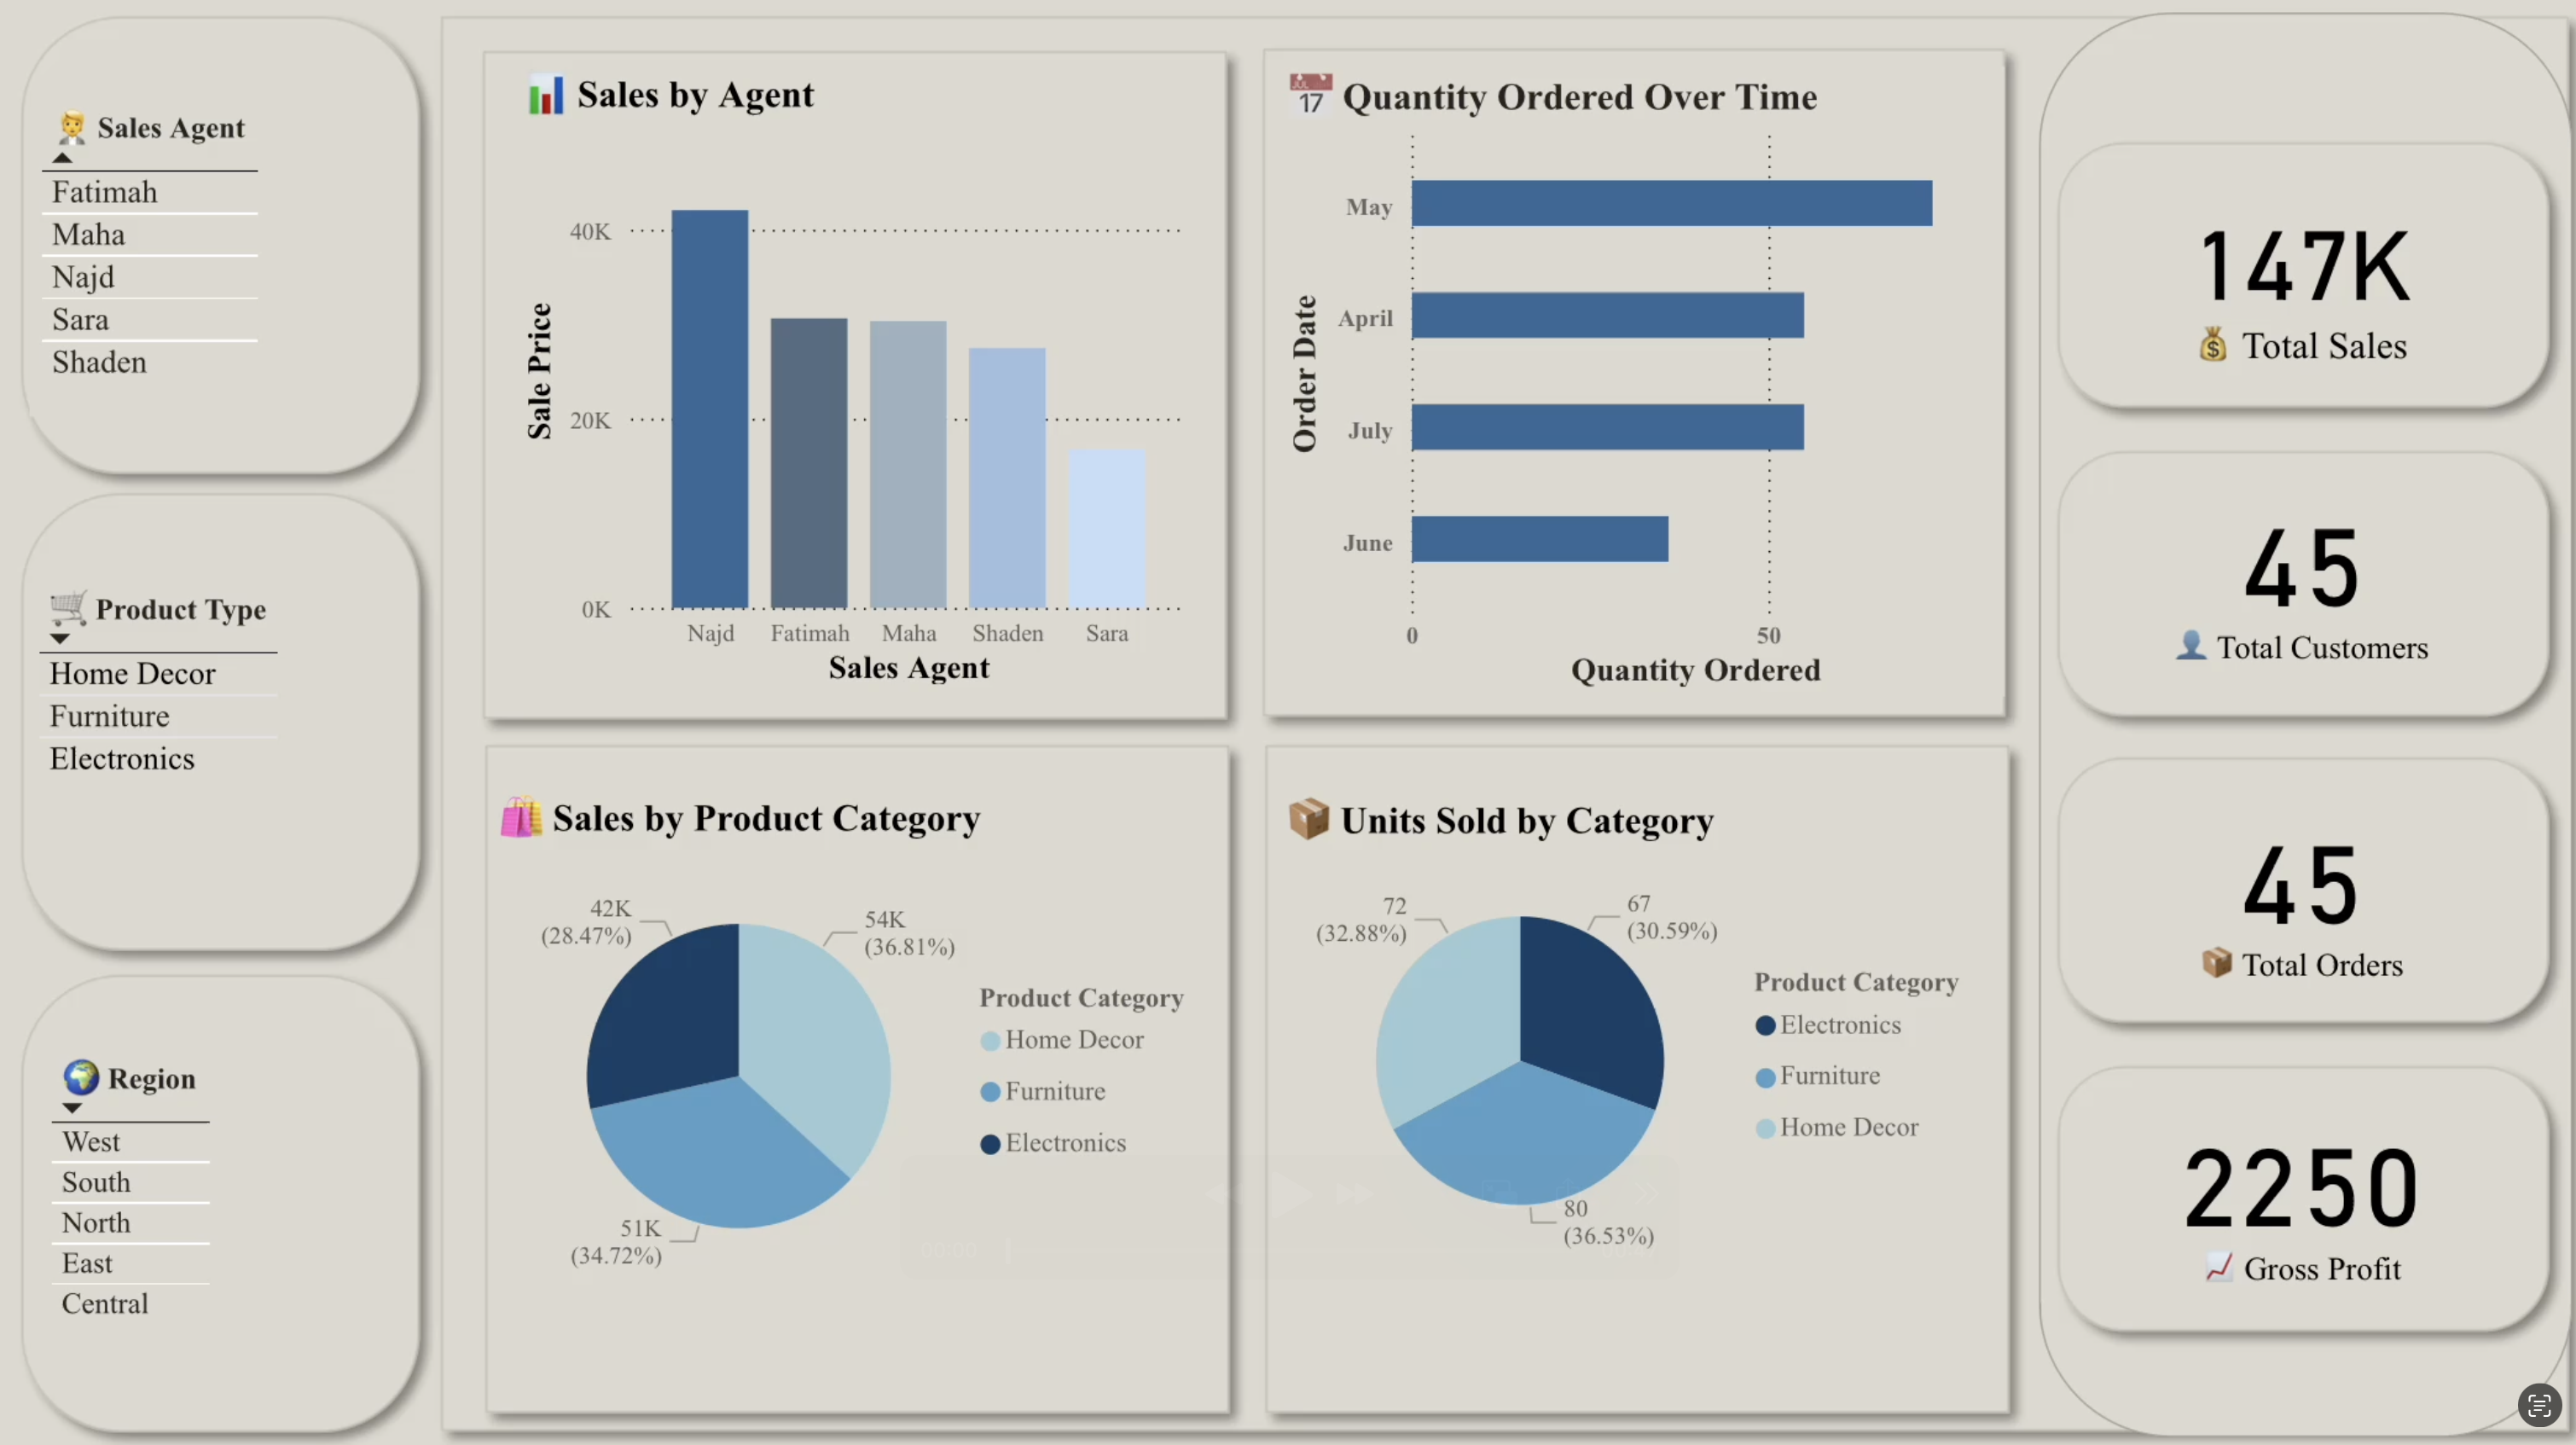 Sales Agent
Fatimah
Maha
Najd
Sara
Shaden
Product Type
Home Decor
Furniture
Electronics
Region
West
South
North
East
Central
Sales by Agent
Sale Price
40K
20K
0K
Najd Fatimah Maha Shaden Sara
Sales Agent
JUL
17
Quantity Ordered Over Time
Order Date
May
April
July
June
0 50
Quantity Ordered
Sales by Product Category
42K
(28.47%)
54K
(36.81%)
51K
(34.72%)
Product Category
Home Decor
Furniture
Electronics
Units Sold by Category
72
(32.88%)
67
(30.59%)
80
(36.53%)
Product Category
Electronics
Furniture
Home Decor
147K
Total Sales
45
Total Customers
45
Total Orders
2250
Gross Profit